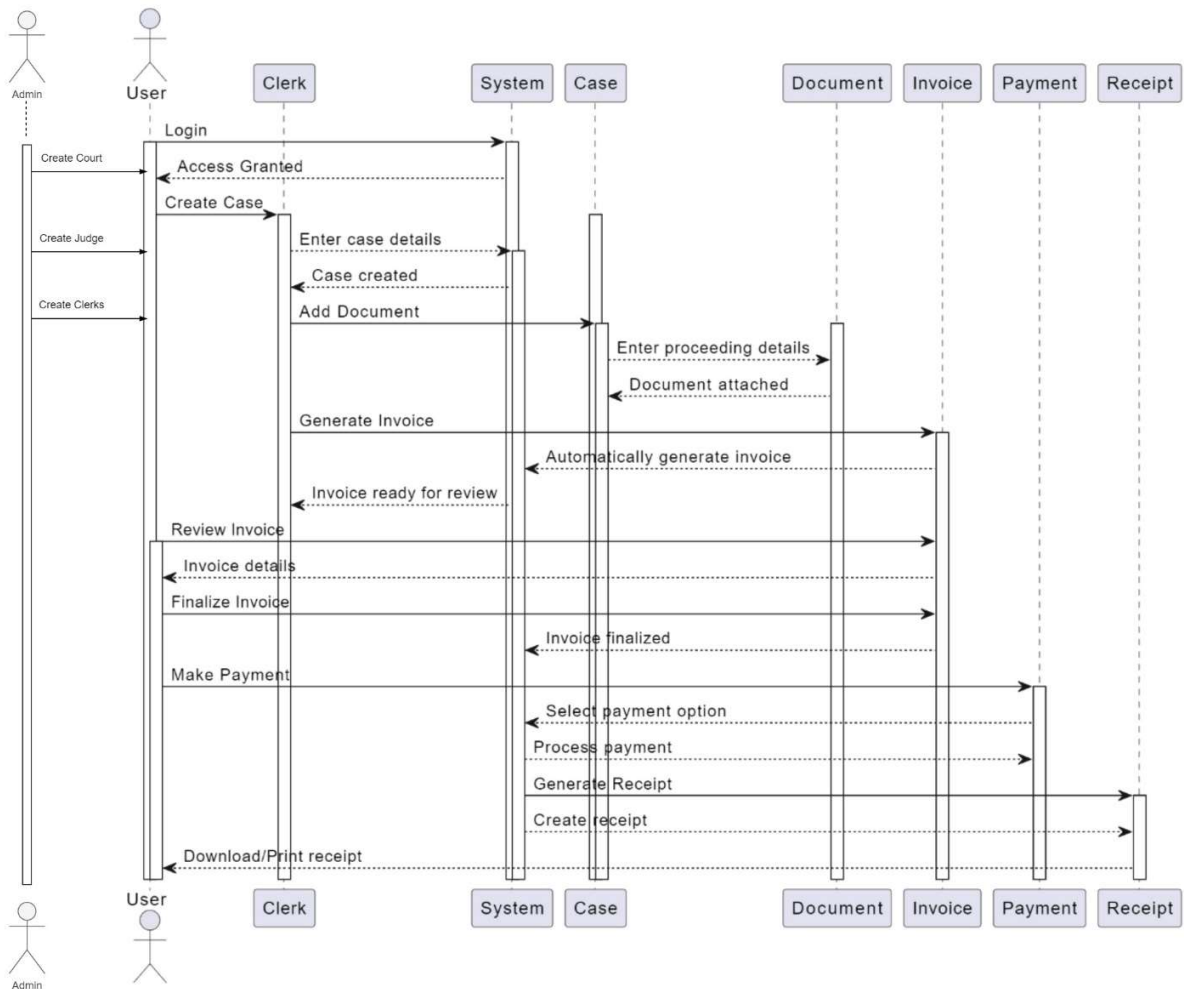 Admin
User
Clerk
System
Case
Document
Invoice
Payment
Receipt
Login
Create Court
Access Granted
Create Case
Create Judge
Enter case details
Case created
Create Clerks
Add Document
Enter proceeding details
Document attached
Generate Invoice
Automatically generate invoice
Invoice ready for review
Review Invoice
Invoice details
Finalize Invoice
Invoice finalized
Make Payment
Select payment option
Process payment
Generate Receipt
Create receipt
Download/Print receipt
User
Clerk
System
Case
Document
Invoice
Payment
Receipt
Admin